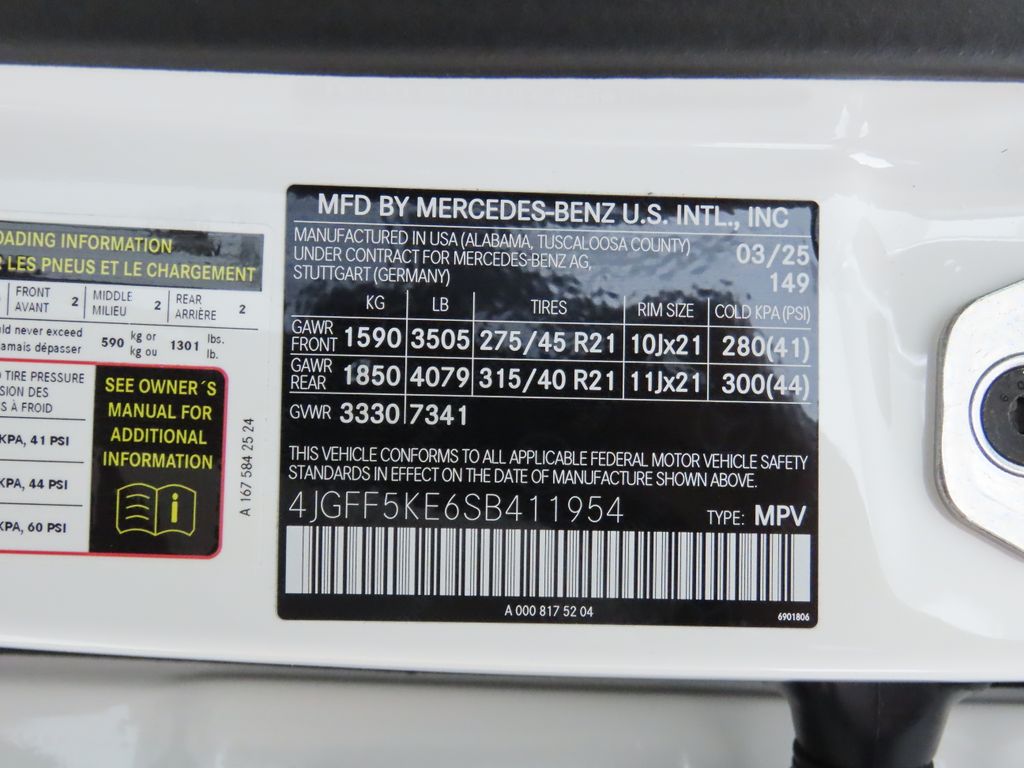 OADING INFORMATION
LES PNEUS ET LE CHARGEMENT
FRONT AVANT 2 MIDDLE MILIEU 2 REAR ARRIÈRE 2
never exceed 590 kg or kg ou 1301 lbs. lb.
jamais dépasser
TIRE PRESSURE
SION DES
À FROID
KPA, 41 PSI
KPA, 44 PSI
KPA, 60 PSI
SEE OWNER´S
MANUAL FOR
ADDITIONAL
INFORMATION
A 167 584 25 24
MFD BY MERCEDES-BENZ U.S. INTL., INC
MANUFACTURED IN USA (ALABAMA, TUSCALOOSA COUNTY)
UNDER CONTRACT FOR MERCEDES-BENZ AG,
STUTTGART (GERMANY)
03/25
149
KG LB TIRES RIM SIZE COLD KPA (PSI)
GAWR FRONT 1590 3505 275/45 R21 10Jx21 280(41)
GAWR REAR 1850 4079 315/40 R21 11Jx21 300(44)
GVWR 3330 7341
THIS VEHICLE CONFORMS TO ALL APPLICABLE FEDERAL MOTOR VEHICLE SAFETY
STANDARDS IN EFFECT ON THE DATE OF MANUFACTURE SHOWN ABOVE.
4JGFF5KE6SB411954
TYPE: MPV
A 000 817 52 04
6901806